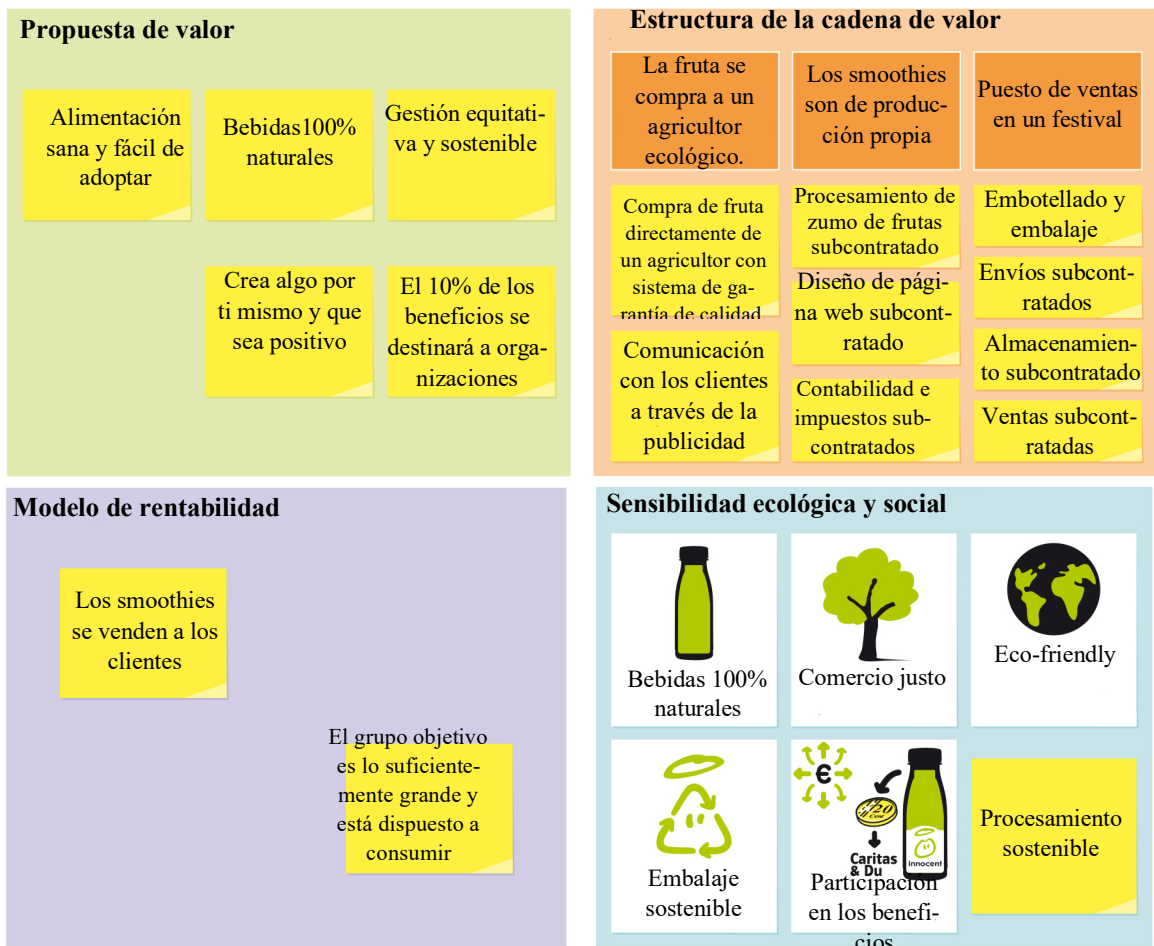 Propuesta de valor
Alimentación
sana y fácil de
adoptar
Bebidas100%
naturales
Gestión equitati-
va y sostenible
Crea algo por
ti mismo y que
sea positivo
El 10% de los
beneficios se
destinará a orga-
nizaciones
Estructura de la cadena de valor
La fruta se
compra a un
agricultor
ecológico.
Los smoothies
son de produc-
ción propia
Puesto de ventas
en un festival
Compra de fruta
directamente de
un agricultor con
sistema de ga-
rantía de calidad
Procesamiento de
zumo de frutas
subcontratado
Embotellado y
embalaje
Diseño de pági-
na web subcont-
ratado
Envíos subcont-
ratados
Comunicación
con los clientes
a través de la
publicidad
Almacenamien-
to subcontratado
Contabilidad e
impuestos sub-
contratados
Ventas subcont-
ratadas
Modelo de rentabilidad
Los smoothies
se venden a los
clientes
El grupo objetivo
es lo suficiente-
mente grande y
está dispuesto a
consumir
Sensibilidad ecológica y social
Bebidas 100%
naturales
Comercio justo
Eco-friendly
Embalaje
sostenible
€
20
Cent
Caritas
& Du
innocent
Participación
en los benefi-
cios
Procesamiento
sostenible